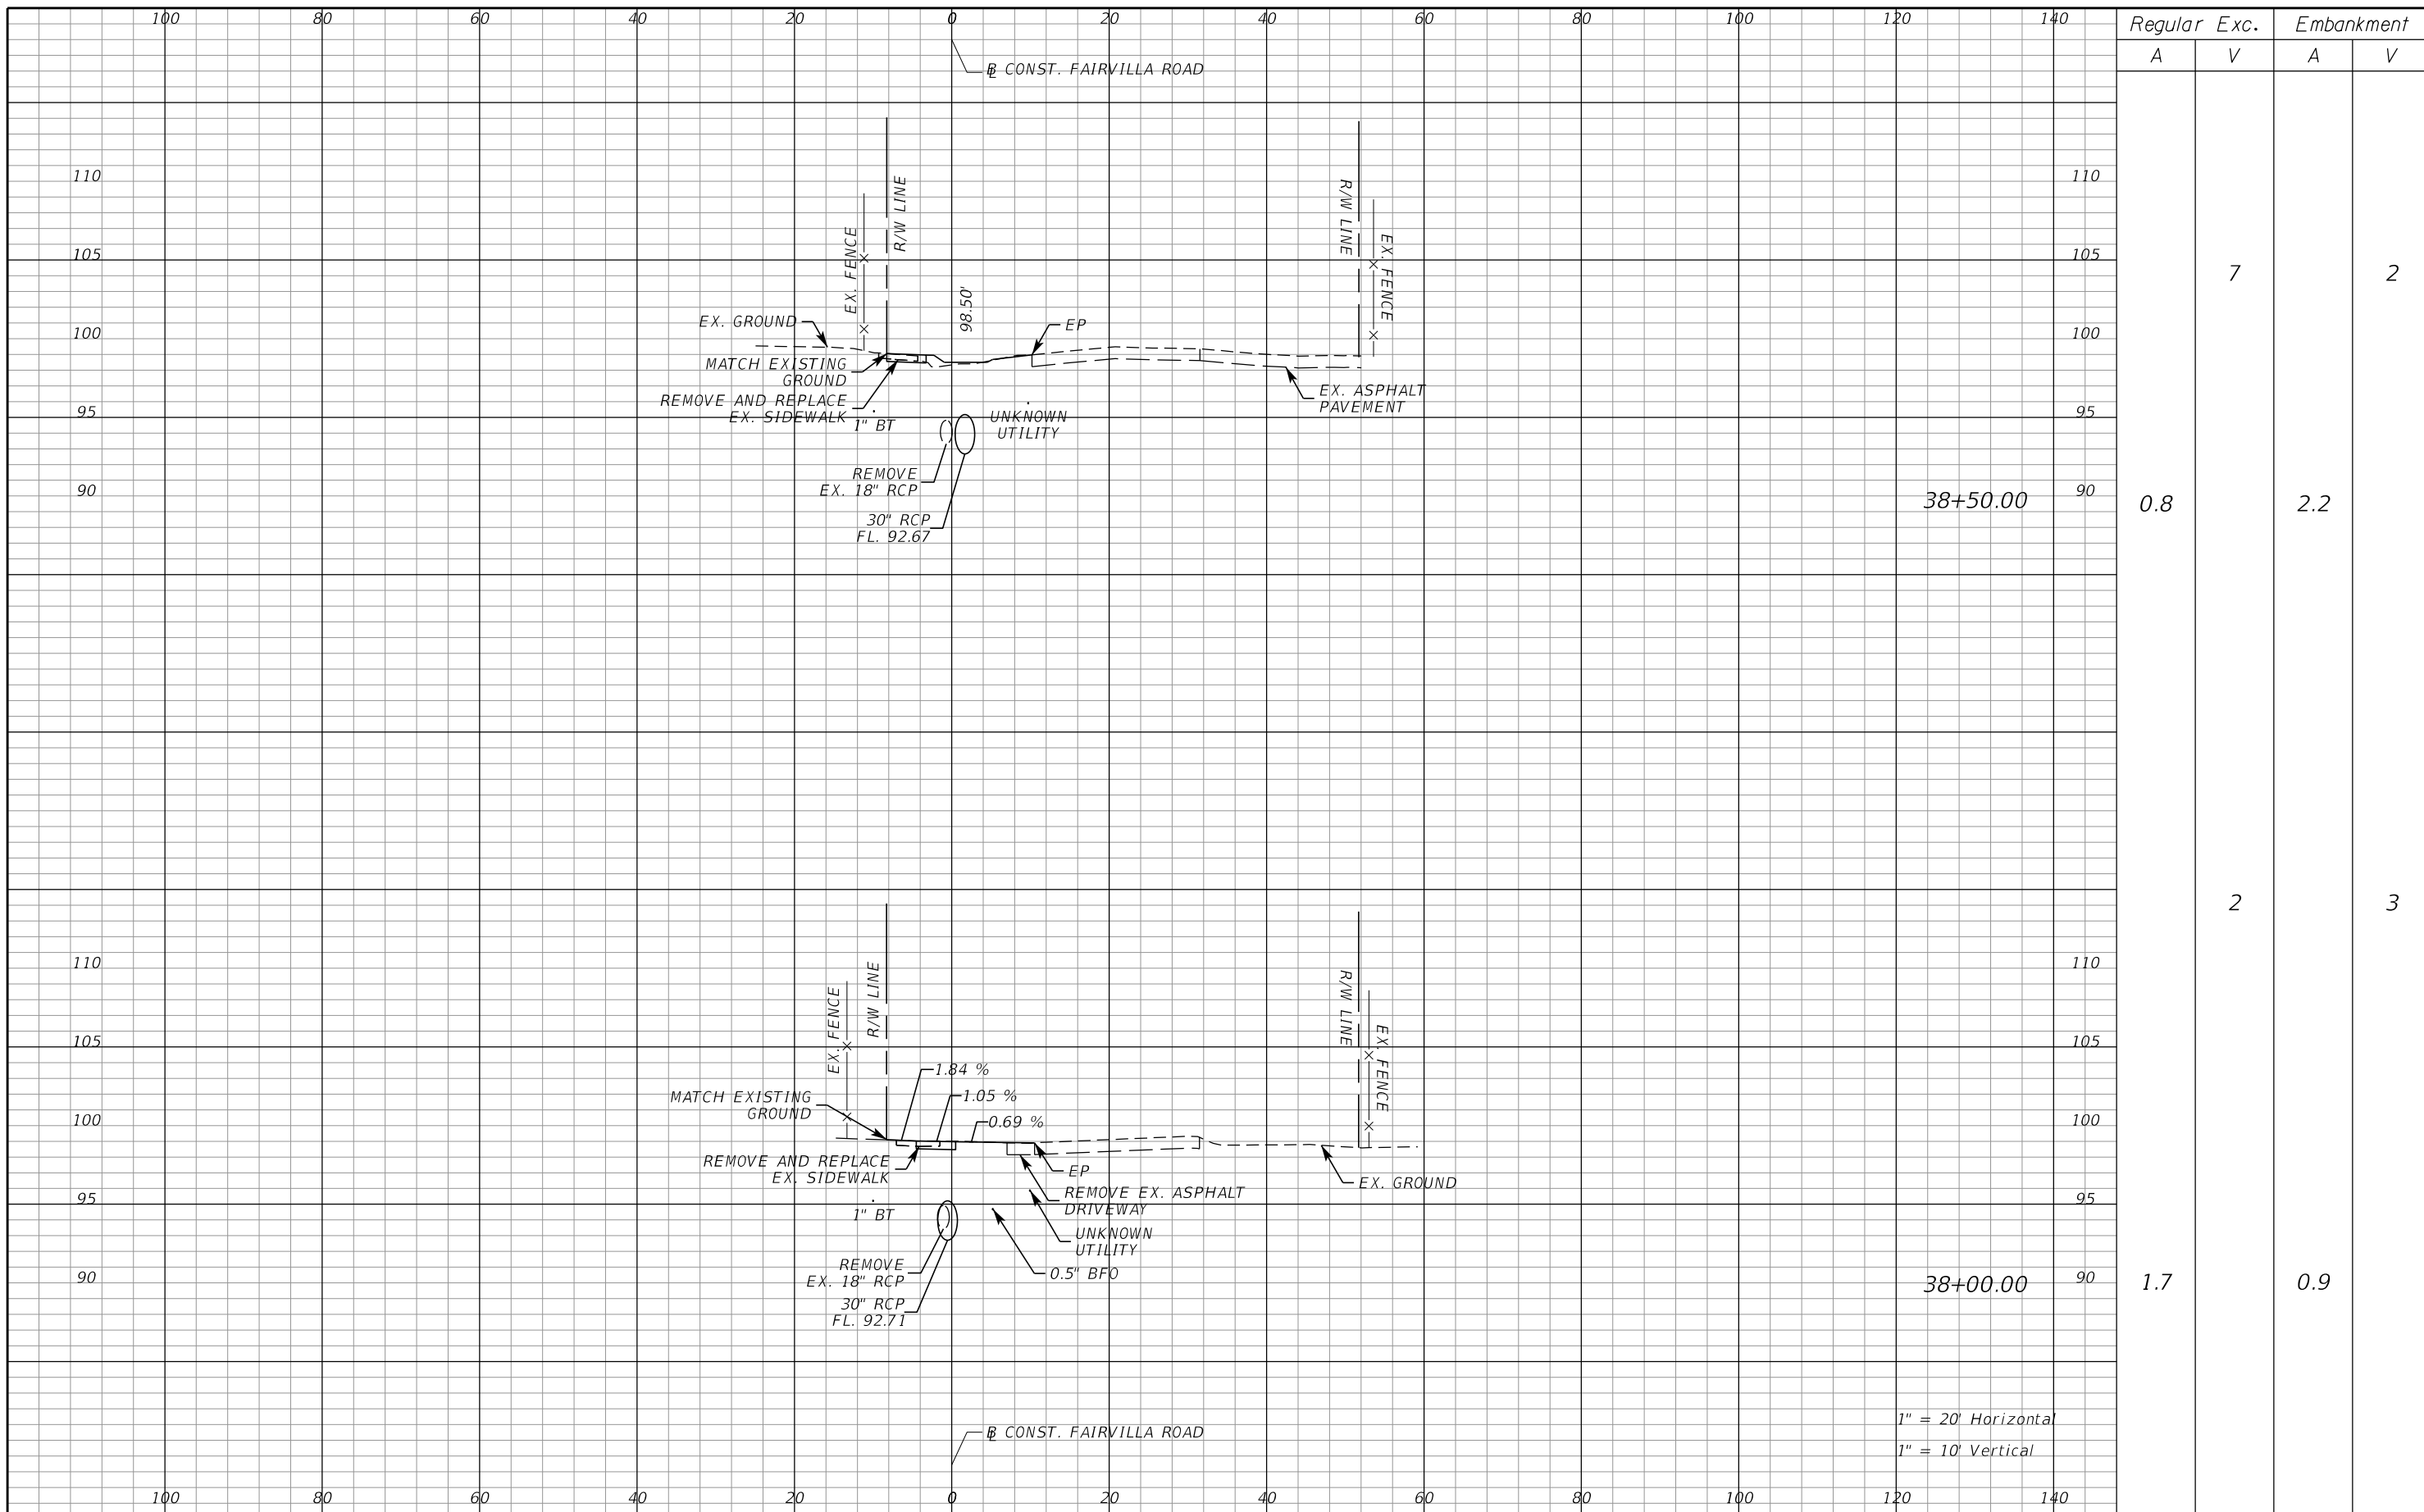 100 80 60 40 20 0 20 40 60 80 100 120 140
Regular Exc. Embankment
A V A V
℄ CONST. FAIRVILLA ROAD
110 110
R/W LINE
R/W LINE
EX. FENCE
EX. FENCE
105 105
7 2
98.50'
EX. GROUND
EP
100 100
MATCH EXISTING
GROUND
REMOVE AND REPLACE
EX. SIDEWALK
EX. ASPHALT
PAVEMENT
95 95
1" BT
UNKNOWN
UTILITY
REMOVE
EX. 18" RCP
90 90
38+50.00
0.8 2.2
30" RCP
FL. 92.67
2 3
110 110
R/W LINE
R/W LINE
EX. FENCE
EX. FENCE
105 105
1.84 %
MATCH EXISTING
GROUND
1.05 %
0.69 %
100 100
REMOVE AND REPLACE
EX. SIDEWALK
EP
EX. GROUND
REMOVE EX. ASPHALT
DRIVEWAY
95 95
1" BT
UNKNOWN
UTILITY
REMOVE
EX. 18" RCP
0.5" BFO
90 90
38+00.00
1.7 0.9
30" RCP
FL. 92.71
1" = 20' Horizontal
℄ CONST. FAIRVILLA ROAD
1" = 10' Vertical
100 80 60 40 20 0 20 40 60 80 100 120 140